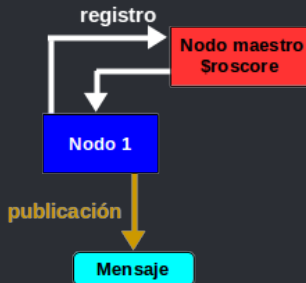 registro
Nodo maestro
$roscore
Nodo 1
publicación
Mensaje